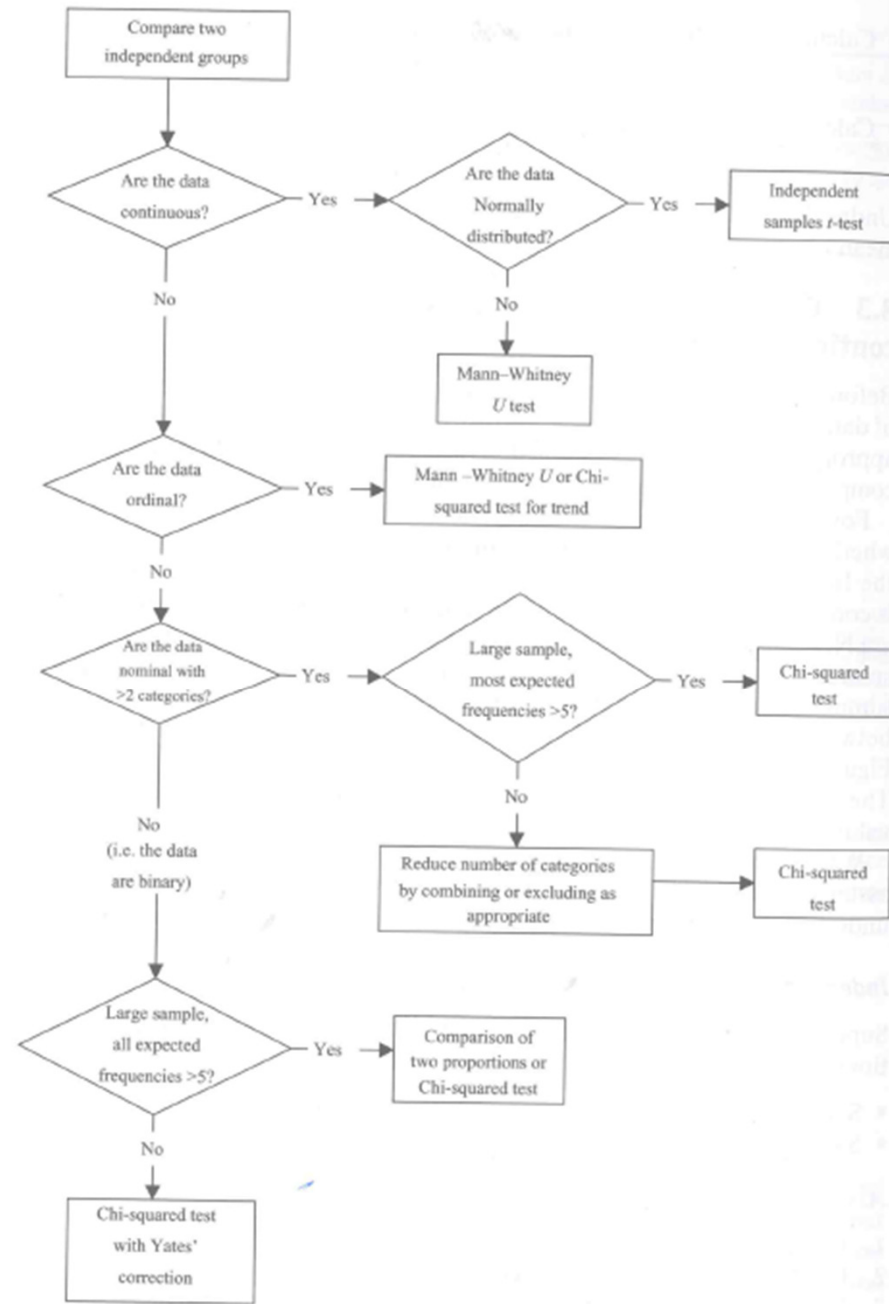 Compare two
independent groups
Are the data
continuous?
Yes
Are the data
Normally
distributed?
Yes
Independent
samples t-test
No
No
Mann–Whitney
U test
Are the data
ordinal?
Yes
Mann –Whitney U or Chi-
squared test for trend
No
Are the data
nominal with
>2 categories?
Yes
Large sample,
most expected
frequencies >5?
Yes
Chi-squared
test
No
No
(i.e. the data
are binary)
Reduce number of categories
by combining or excluding as
appropriate
Chi-squared
test
Large sample,
all expected
frequencies >5?
Yes
Comparison of
two proportions or
Chi-squared test
No
Chi-squared test
with Yates'
correction